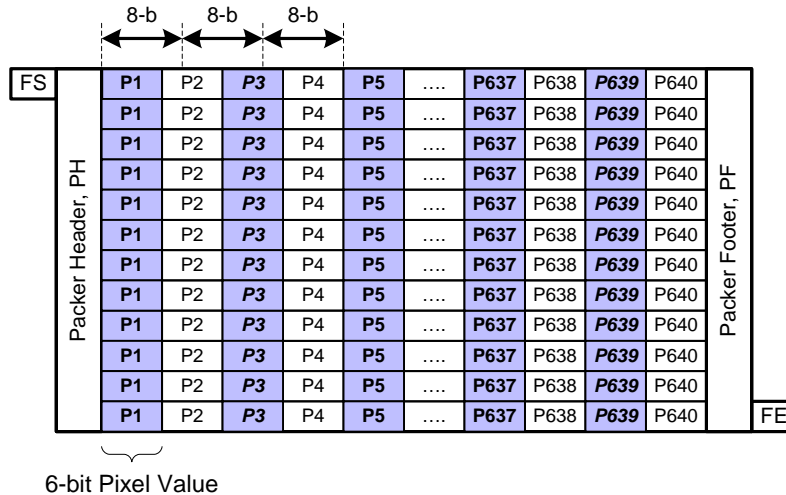 8-b 8-b 8-b
FS P1 P2 P3 P4 P5 .... P637 P638 P639 P640
P1 P2 P3 P4 P5 .... P637 P638 P639 P640
P1 P2 P3 P4 P5 .... P637 P638 P639 P640
P1 P2 P3 P4 P5 .... P637 P638 P639 P640
P1 P2 P3 P4 P5 .... P637 P638 P639 P640
P1 P2 P3 P4 P5 .... P637 P638 P639 P640
P1 P2 P3 P4 P5 .... P637 P638 P639 P640
P1 P2 P3 P4 P5 .... P637 P638 P639 P640
P1 P2 P3 P4 P5 .... P637 P638 P639 P640
P1 P2 P3 P4 P5 .... P637 P638 P639 P640
P1 P2 P3 P4 P5 .... P637 P638 P639 P640
P1 P2 P3 P4 P5 .... P637 P638 P639 P640 FE
Packer Header, PH
Packer Footer, PF
6-bit Pixel Value